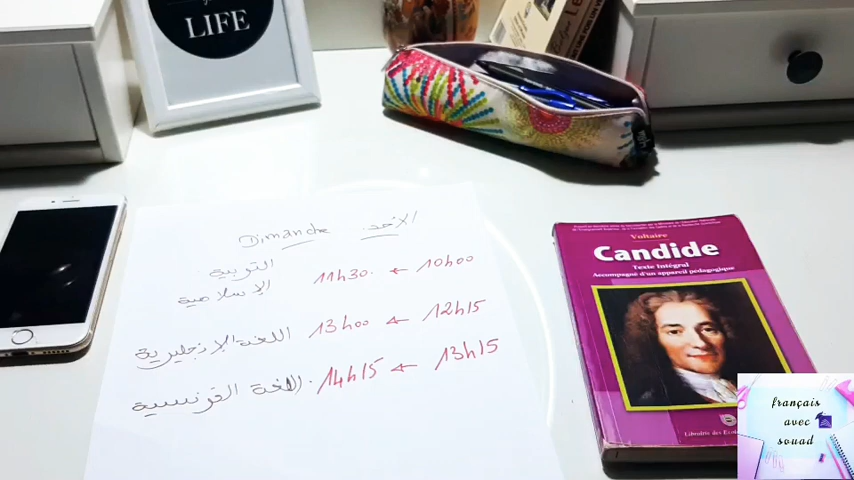 LIFE
Dimanche الأحد
التربية
الإسلامية
10h00 → 11h30
12h15 → 13h00 اللغة الإنجليزية
13h15 → 14h15 اللغة الفرنسية
Voltaire
Candide
Texte Intégral
Accompagné d'un appareil pédagogique
français
avec
souad